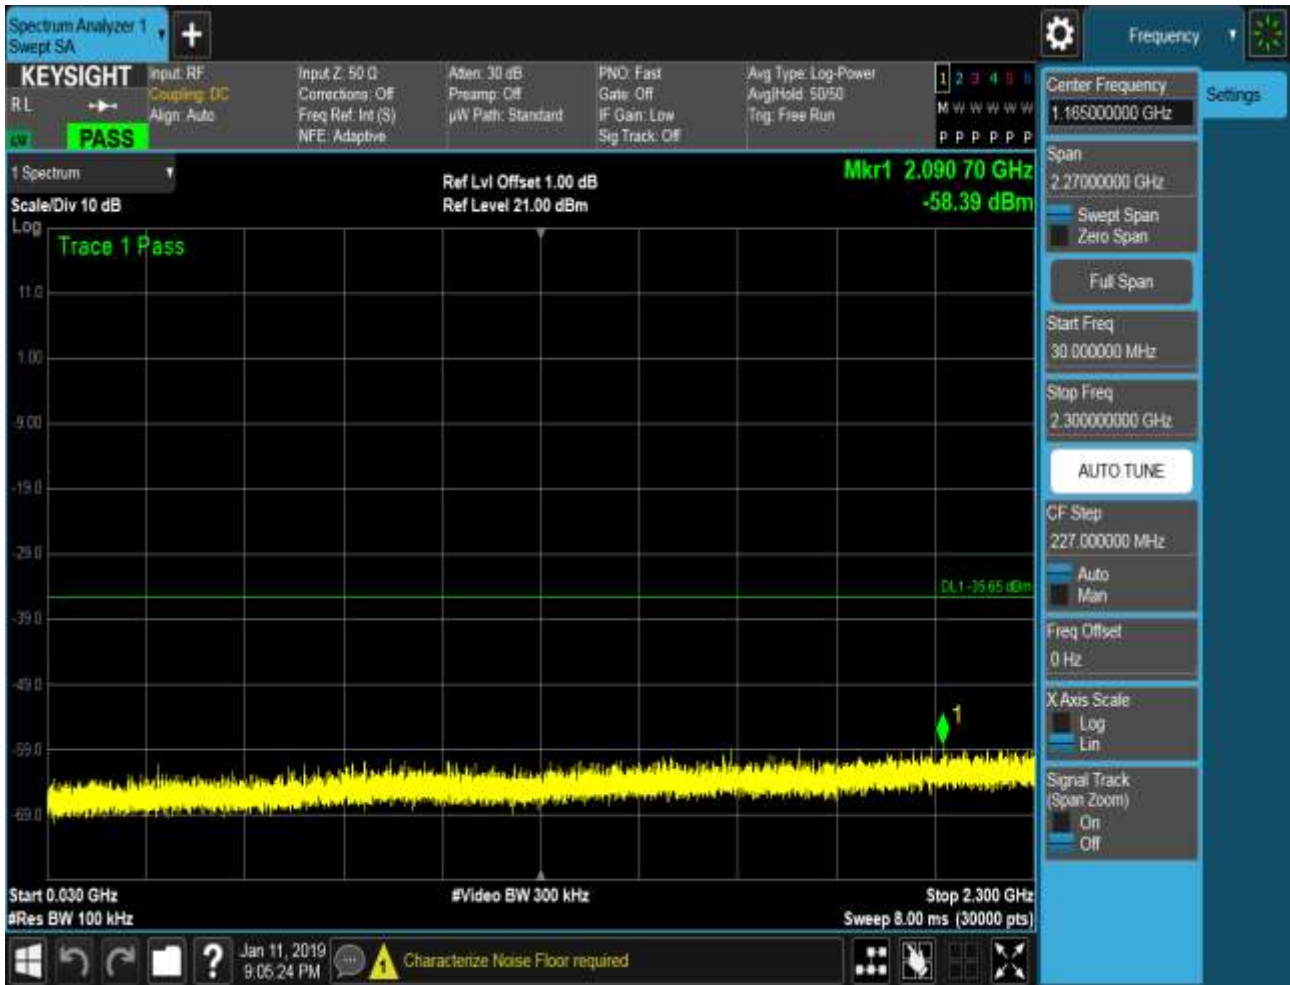 Spectrum Analyzer 1
Swept SA
+
Frequency
KEYSIGHT
RL
LW
PASS
Input: RF
Coupling: DC
Align: Auto
Input Z: 50 Ω
Corrections: Off
Freq Ref: Int (S)
NFE: Adaptive
Atten: 30 dB
Preamp: Off
µW Path: Standard
PNO: Fast
Gate: Off
IF Gain: Low
Sig Track: Off
Avg Type: Log-Power
Avg|Hold: 50/50
Trig: Free Run
1 2 3 4 5 6
M W W W W W
P P P P P P
1 Spectrum
Scale/Div 10 dB
Ref Lvl Offset 1.00 dB
Ref Level 21.00 dBm
Mkr1 2.090 70 GHz
-58.39 dBm
Log
Trace 1 Pass
11.0
1.00
-9.00
-19.0
-29.0
DL1 -35.65 dBm
-39.0
-49.0
1
-59.0
-69.0
Start 0.030 GHz
#Video BW 300 kHz
Stop 2.300 GHz
#Res BW 100 kHz
Sweep 8.00 ms (30000 pts)
Center Frequency
1.165000000 GHz
Settings
Span
2.27000000 GHz
Swept Span
Zero Span
Full Span
Start Freq
30.000000 MHz
Stop Freq
2.300000000 GHz
AUTO TUNE
CF Step
227.000000 MHz
Auto
Man
Freq Offset
0 Hz
X Axis Scale
Log
Lin
Signal Track
(Span Zoom)
On
Off
?
Jan 11, 2019
9:05:24 PM
1
Characterize Noise Floor required